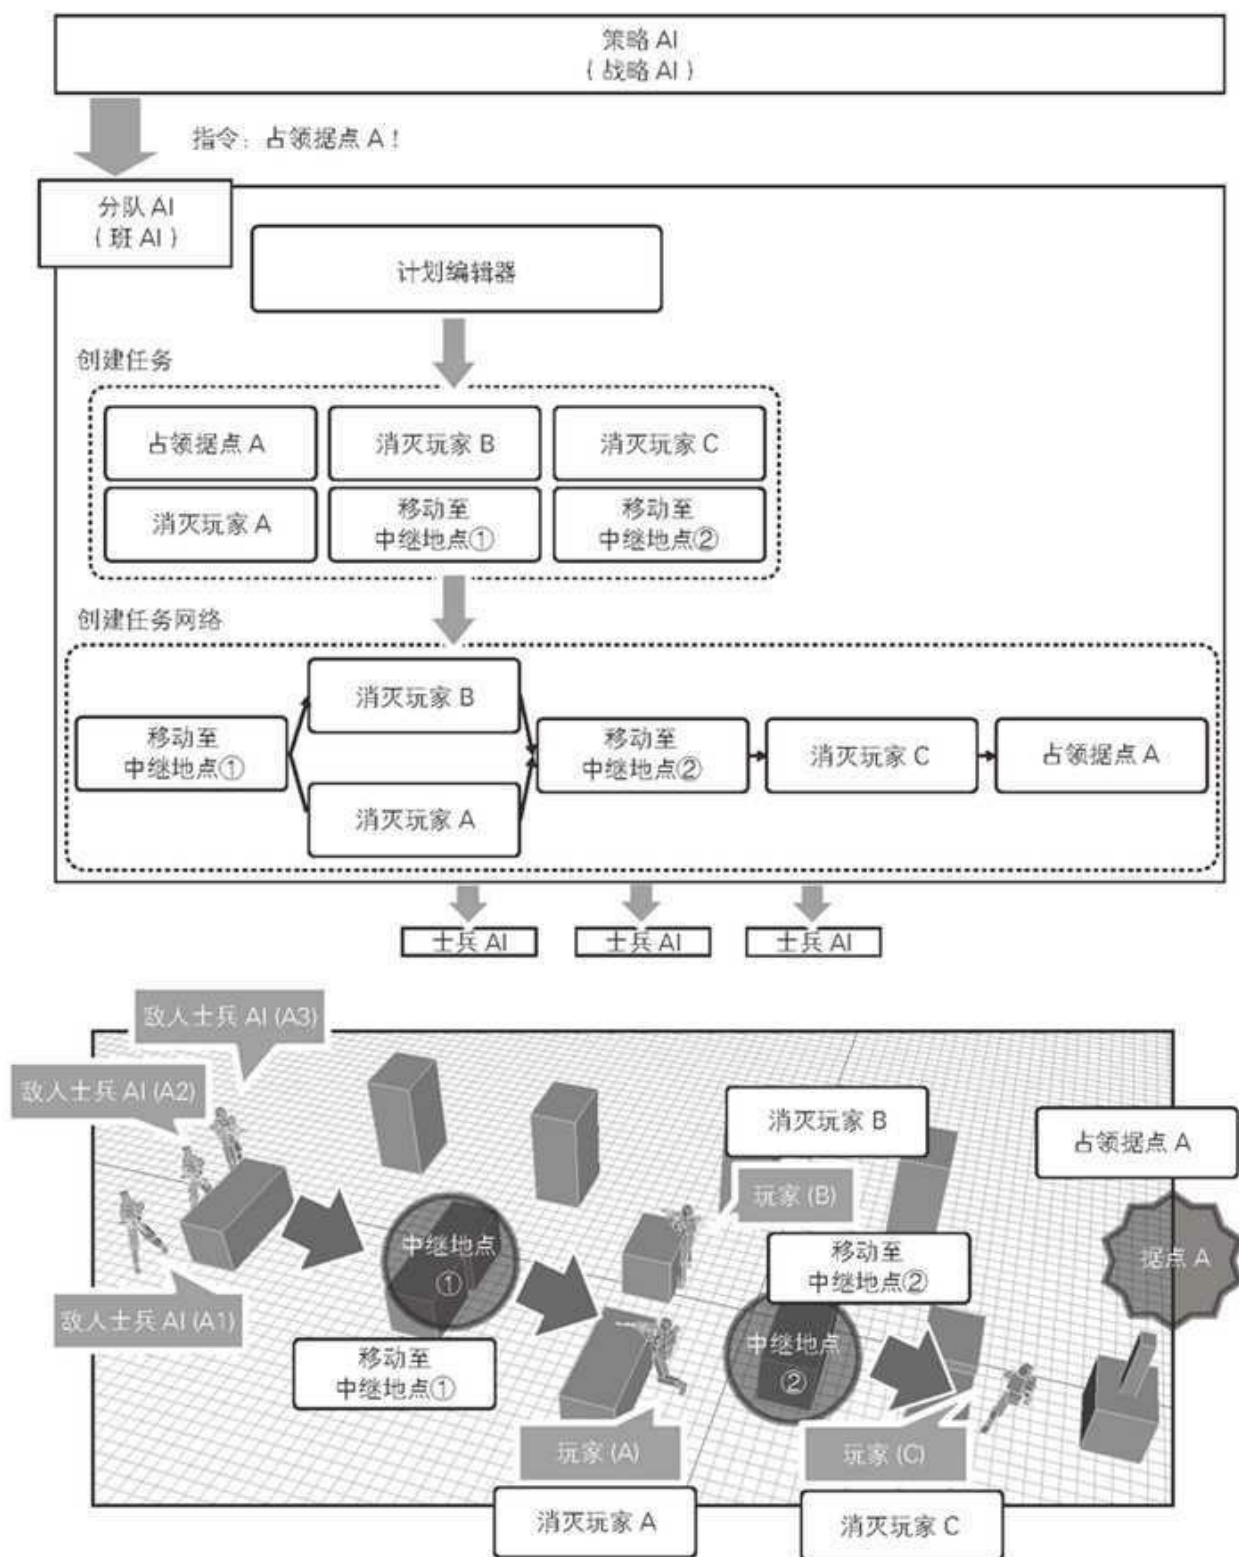 策略 AI
( 战略 AI )
指令: 占领据点 A !
分队 AI
( 班 AI )
计划编辑器
创建任务
占领据点 A
消灭玩家 B
消灭玩家 C
消灭玩家 A
移动至
中继地点①
移动至
中继地点②
创建任务网络
消灭玩家 B
移动至
中继地点①
移动至
中继地点②
消灭玩家 C
占领据点 A
消灭玩家 A
士兵 AI
士兵 AI
士兵 AI
敌人士兵 AI (A3)
敌人士兵 AI (A2)
消灭玩家 B
占领据点 A
玩家 (B)
中继地点
①
移动至
中继地点②
据点 A
敌人士兵 AI (A1)
移动至
中继地点①
中继地点
②
玩家 (A)
玩家 (C)
消灭玩家 A
消灭玩家 C